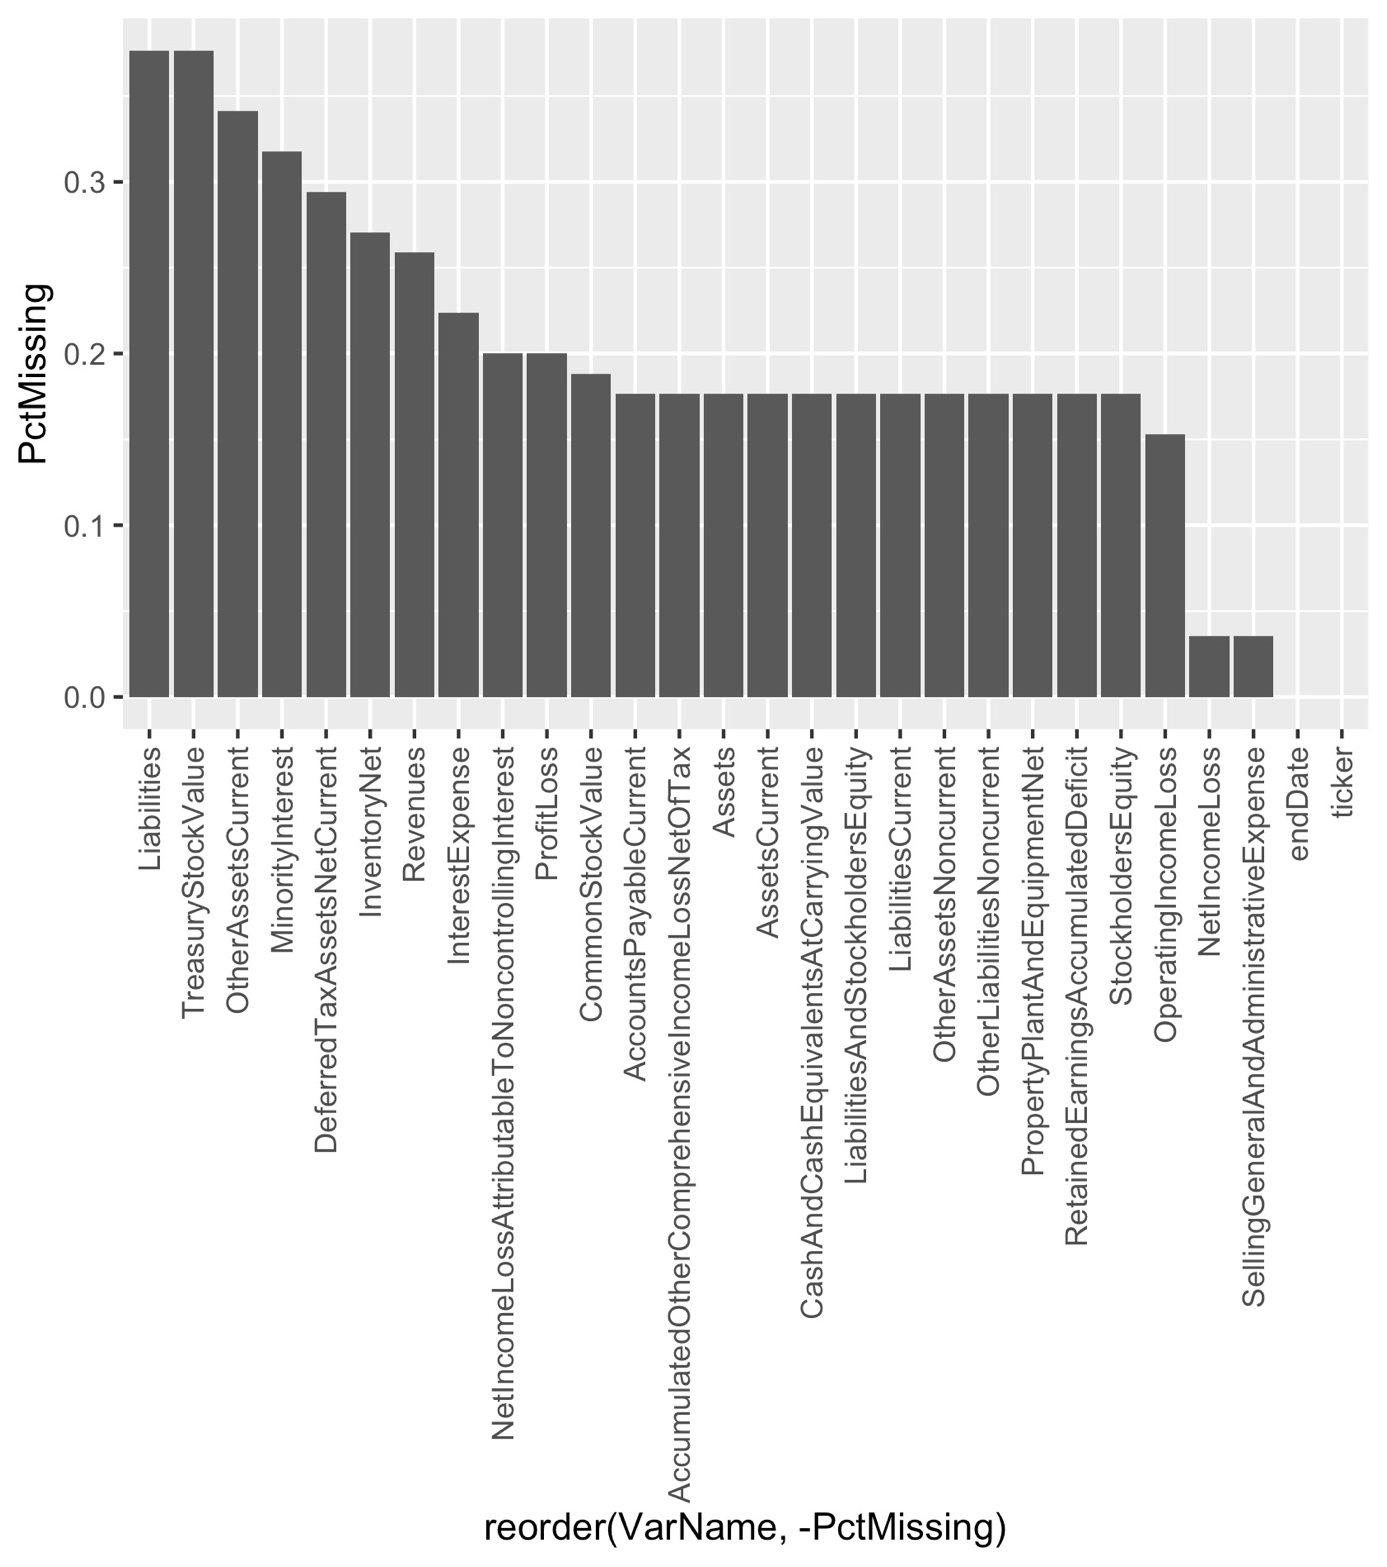 PctMissing
0.3
0.2
0.1
0.0
Liabilities
TreasuryStockValue
OtherAssetsCurrent
MinorityInterest
DeferredTaxAssetsNetCurrent
InventoryNet
Revenues
InterestExpense
NetIncomeLossAttributableToNoncontrollingInterest
ProfitLoss
CommonStockValue
AccountsPayableCurrent
AccumulatedOtherComprehensiveIncomeLossNetOfTax
Assets
AssetsCurrent
CashAndCashEquivalentsAtCarryingValue
LiabilitiesAndStockholdersEquity
LiabilitiesCurrent
OtherAssetsNoncurrent
OtherLiabilitiesNoncurrent
PropertyPlantAndEquipmentNet
RetainedEarningsAccumulatedDeficit
StockholdersEquity
OperatingIncomeLoss
NetIncomeLoss
SellingGeneralAndAdministrativeExpense
endDate
ticker
reorder(VarName, -PctMissing)